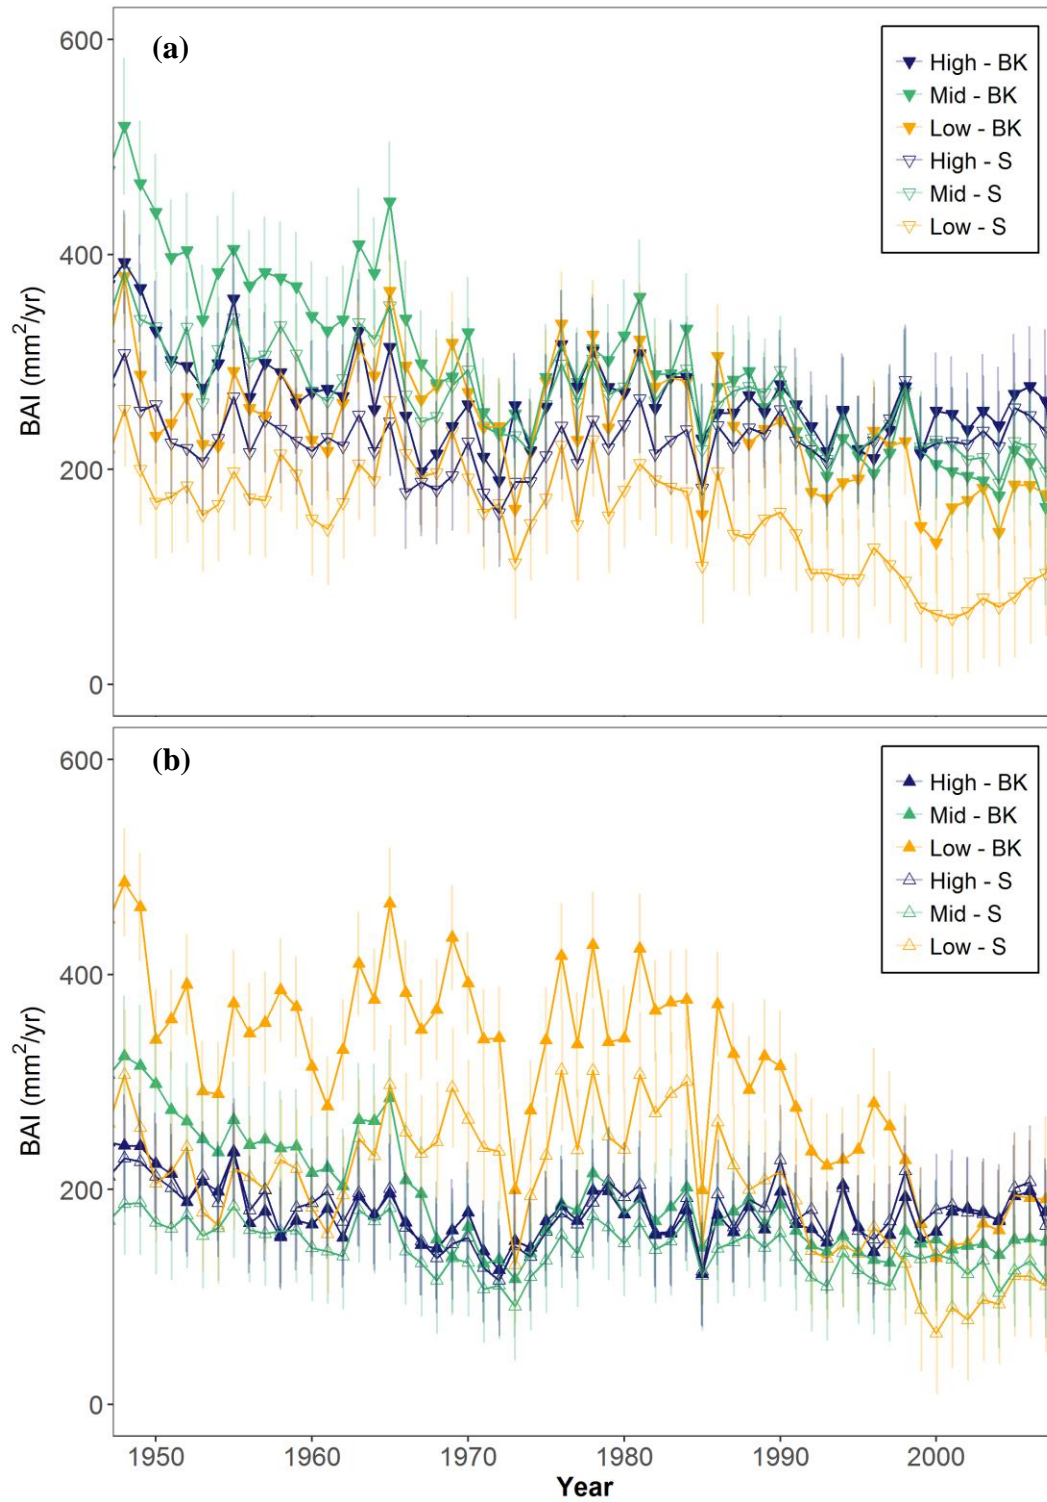 (a)
600
400
200
0
BAI (mm²/yr)
High - BK
Mid - BK
Low - BK
High - S
Mid - S
Low - S
(b)
600
400
200
0
BAI (mm²/yr)
High - BK
Mid - BK
Low - BK
High - S
Mid - S
Low - S
1950 1960 1970 1980 1990 2000
Year